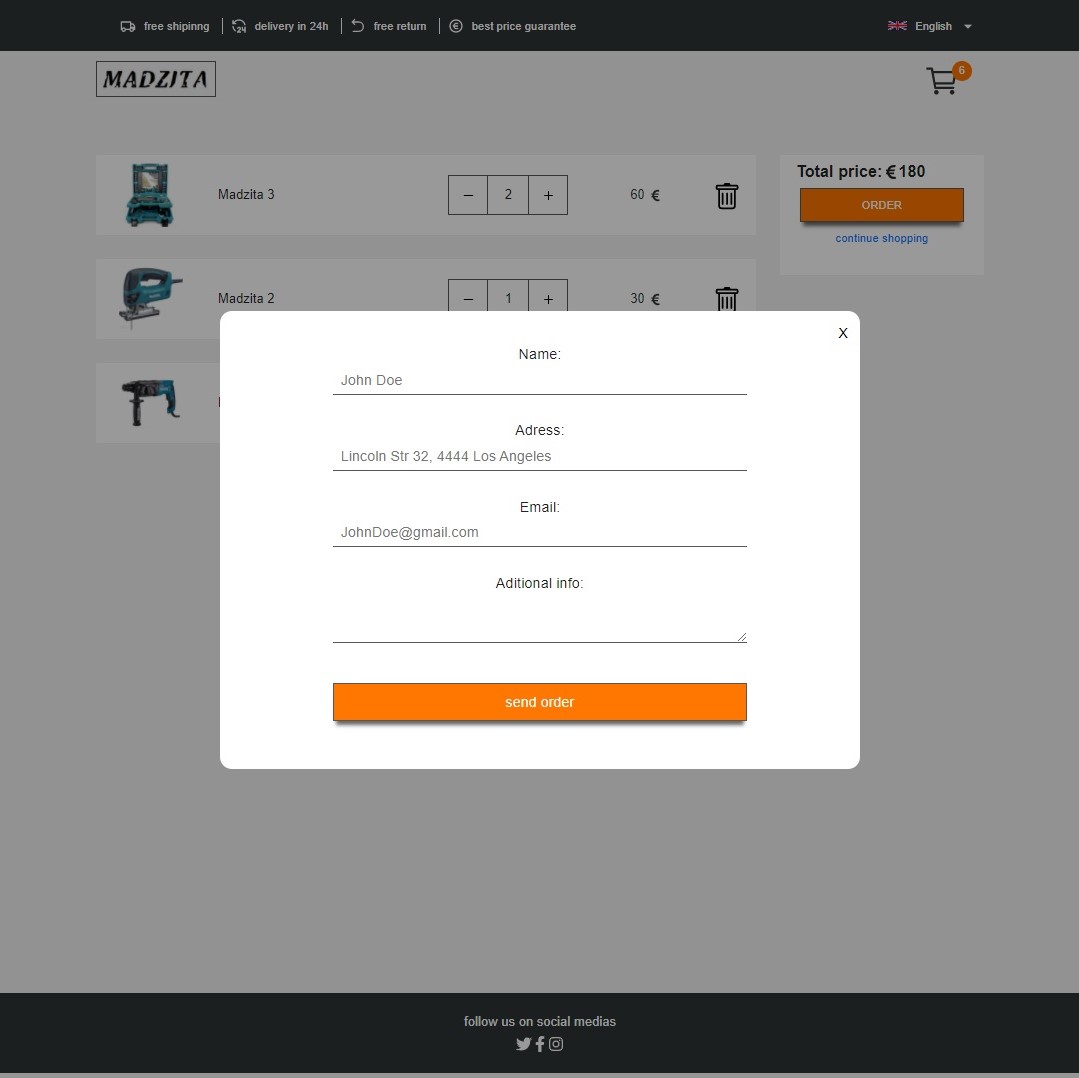 free shipinng
24
delivery in 24h
free return
€
best price guarantee
English
MADZITA
6
Madzita 3
−
2
+
60 €
Total price: €180
ORDER
continue shopping
Madzita 2
−
1
+
30 €
X
Name:
John Doe
Adress:
Lincoln Str 32, 4444 Los Angeles
Email:
JohnDoe@gmail.com
Aditional info:
send order
follow us on social medias